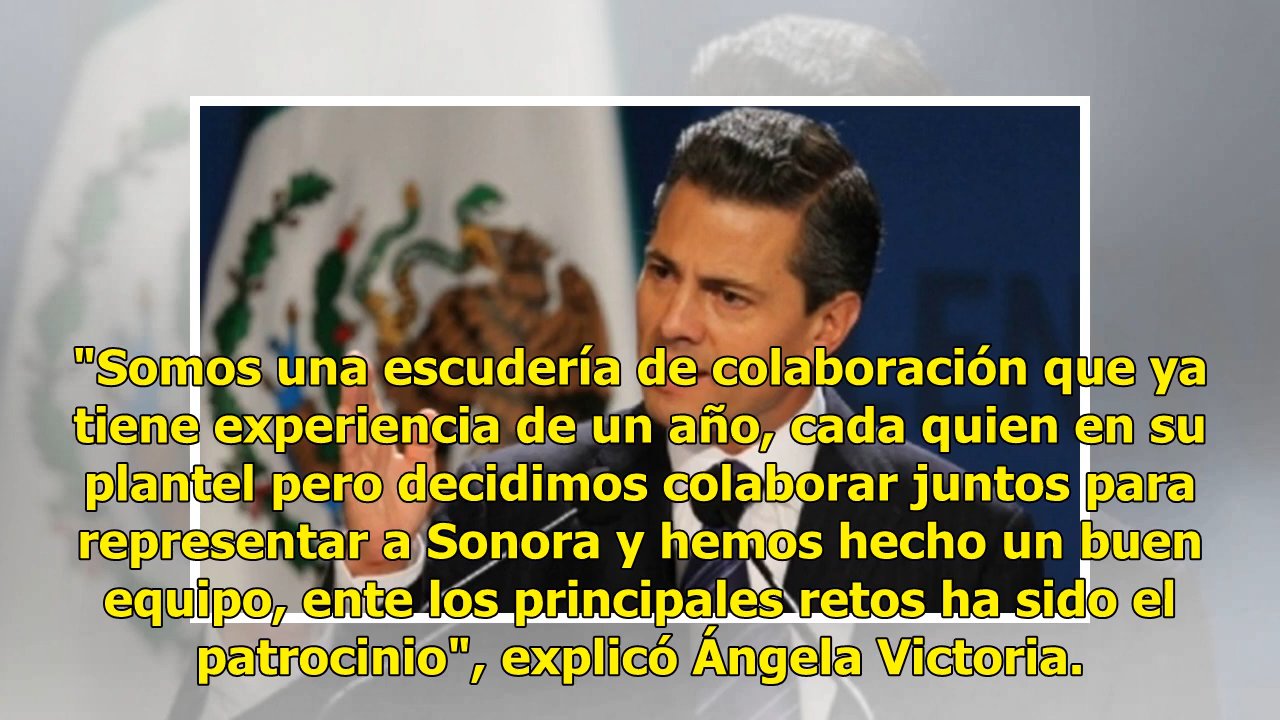 "Somos una escudería de colaboración que ya
tiene experiencia de un año, cada quien en su
plantel pero decidimos colaborar juntos para
representar a Sonora y hemos hecho un buen
equipo, ente los principales retos ha sido el
patrocinio", explicó Ángela Victoria.
EN